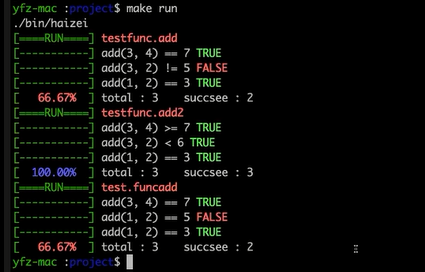 yfz-mac :project$ make run
./bin/haizei
[====RUN====] testfunc.add
[-----------] add(3, 4) == 7 TRUE
[-----------] add(3, 2) != 5 FALSE
[-----------] add(1, 2) == 3 TRUE
[  66.67%  ] total : 3    succsee : 2
[====RUN====] testfunc.add2
[-----------] add(3, 4) >= 7 TRUE
[-----------] add(3, 2) < 6 TRUE
[-----------] add(1, 2) == 3 TRUE
[  100.00%  ] total : 3    succsee : 3
[====RUN====] test.funcadd
[-----------] add(3, 4) == 7 TRUE
[-----------] add(1, 2) == 5 FALSE
[-----------] add(1, 2) == 3 TRUE
[  66.67%  ] total : 3    succsee : 2
yfz-mac :project$